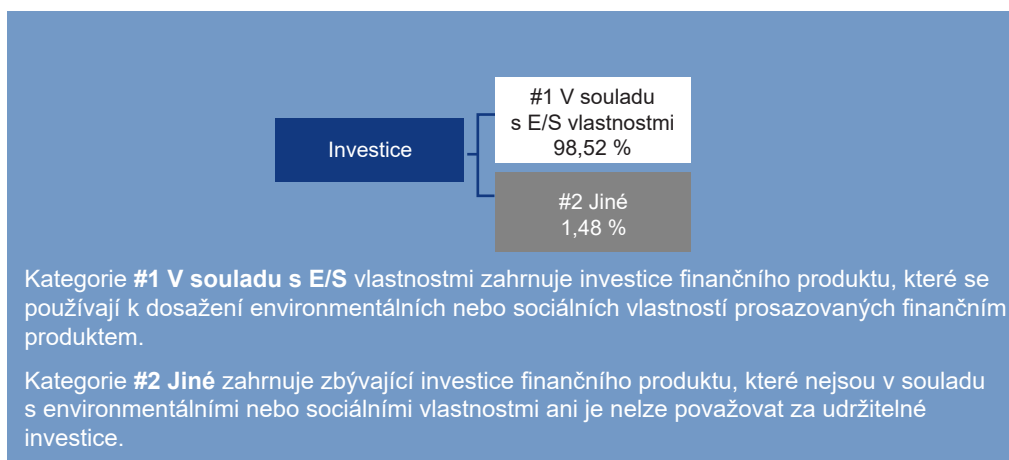 #1 V souladu
s E/S vlastnostmi
98,52 %
Investice
#2 Jiné
1,48 %
Kategorie #1 V souladu s E/S vlastnostmi zahrnuje investice finančního produktu, které se
používají k dosažení environmentálních nebo sociálních vlastností prosazovaných finančním
produktem.
Kategorie #2 Jiné zahrnuje zbývající investice finančního produktu, které nejsou v souladu
s environmentálními nebo sociálními vlastnostmi ani je nelze považovat za udržitelné
investice.